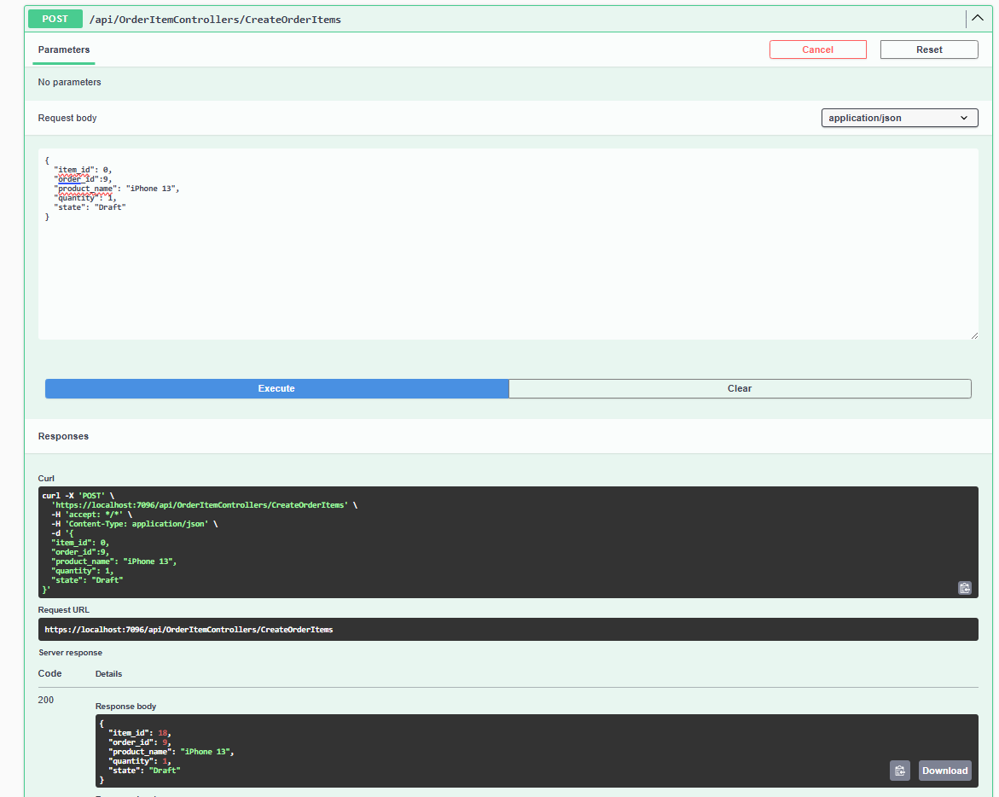 POST /api/OrderItemControllers/CreateOrderItems
Parameters
Cancel
Reset
No parameters
Request body
application/json
{
  "item_id": 0,
  "order_id":9,
  "product_name": "iPhone 13",
  "quantity": 1,
  "state": "Draft"
}
Execute
Clear
Responses
Curl
curl -X 'POST' \
  'https://localhost:7096/api/OrderItemControllers/CreateOrderItems' \
  -H 'accept: */*' \
  -H 'Content-Type: application/json' \
  -d '{
  "item_id": 0,
  "order_id":9,
  "product_name": "iPhone 13",
  "quantity": 1,
  "state": "Draft"
}'
Request URL
https://localhost:7096/api/OrderItemControllers/CreateOrderItems
Server response
Code Details
200
Response body
{
  "item_id": 18,
  "order_id": 9,
  "product_name": "iPhone 13",
  "quantity": 1,
  "state": "Draft"
}
Download